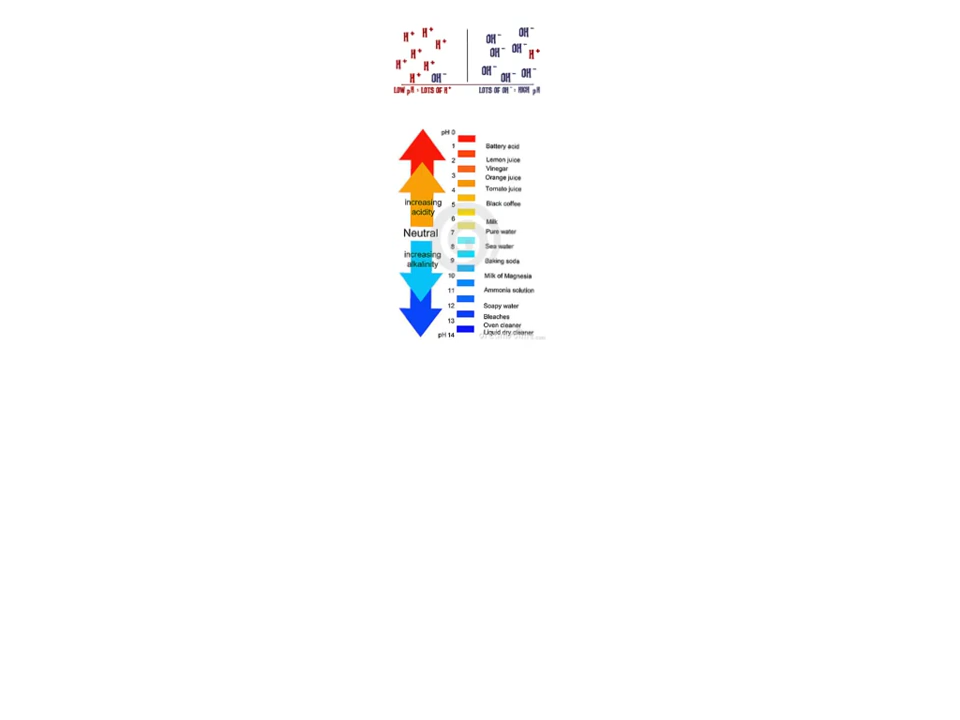 H+ H+ H+
H+
H+ H+
H+ OH-
OH- OH-
OH- OH- H+
OH- OH- OH-
LOW pH = LOTS OF H+
LOTS OF OH- = HIGH pH
pH 0
1 Battery acid
2 Lemon juice
Vinegar
3 Orange juice
4 Tomato juice
5 Black coffee
6 Milk
7 Pure water
8 Sea water
9 Baking soda
10 Milk of Magnesia
11 Ammonia solution
12 Soapy water
Bleaches
13 Oven cleaner
pH 14 Liquid dry cleaner
increasing
acidity
Neutral
increasing
alkalinity